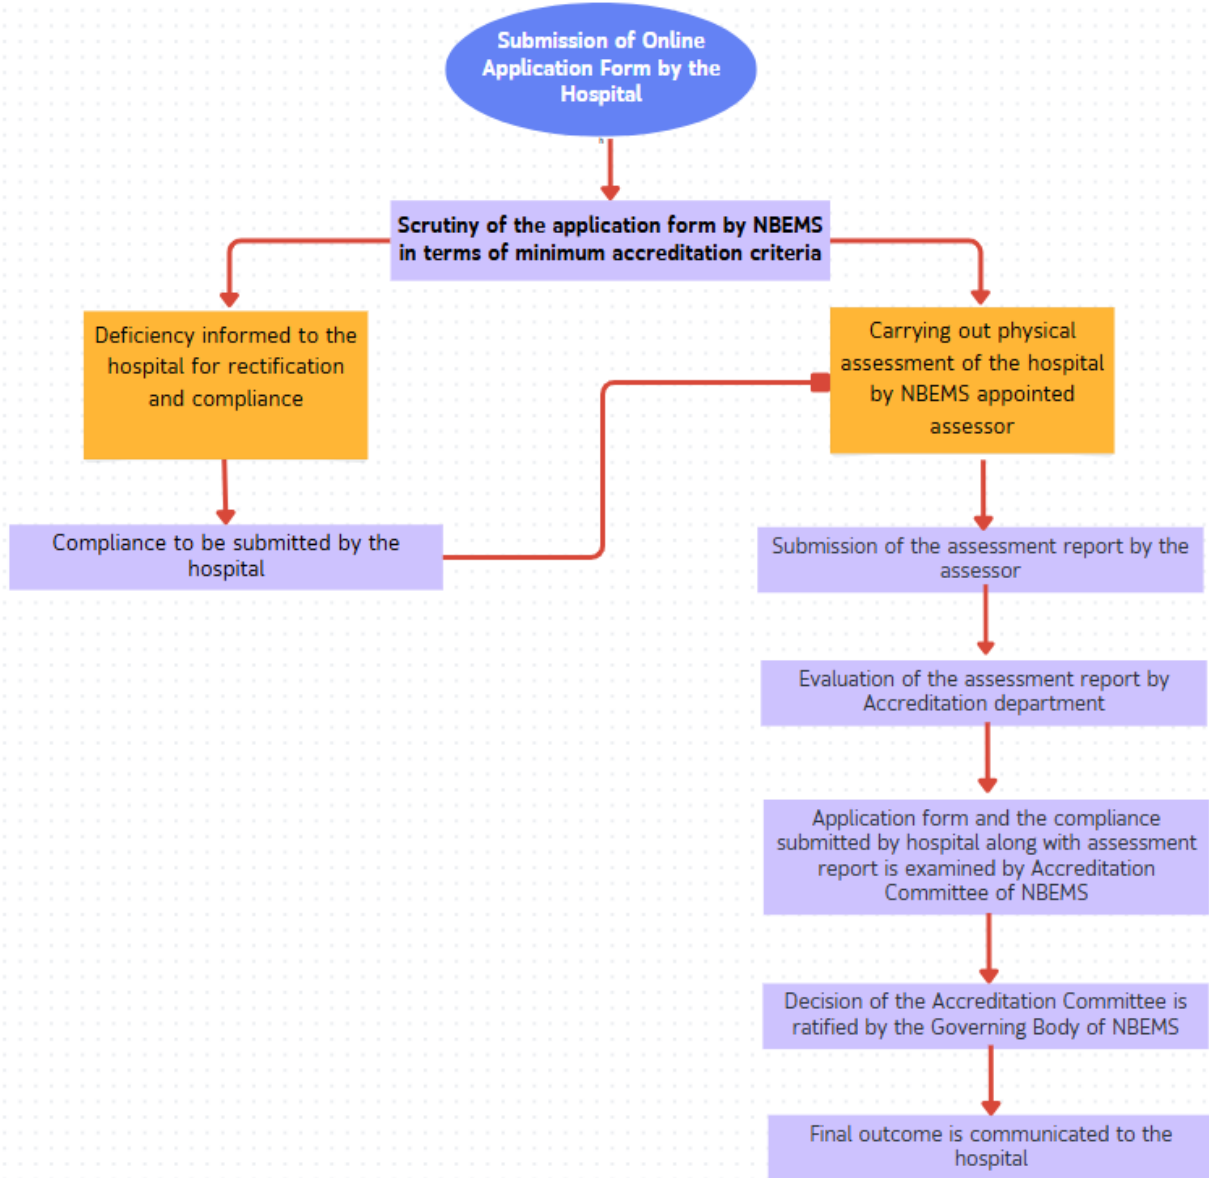 Submission of Online
Application Form by the
Hospital
Scrutiny of the application form by NBEMS
in terms of minimum accreditation criteria
Deficiency informed to the
hospital for rectification
and compliance
Carrying out physical
assessment of the hospital
by NBEMS appointed
assessor
Compliance to be submitted by the
hospital
Submission of the assessment report by the
assessor
Evaluation of the assessment report by
Accreditation department
Application form and the compliance
submitted by hospital along with assessment
report is examined by Accreditation
Committee of NBEMS
Decision of the Accreditation Committee is
ratified by the Governing Body of NBEMS
Final outcome is communicated to the
hospital